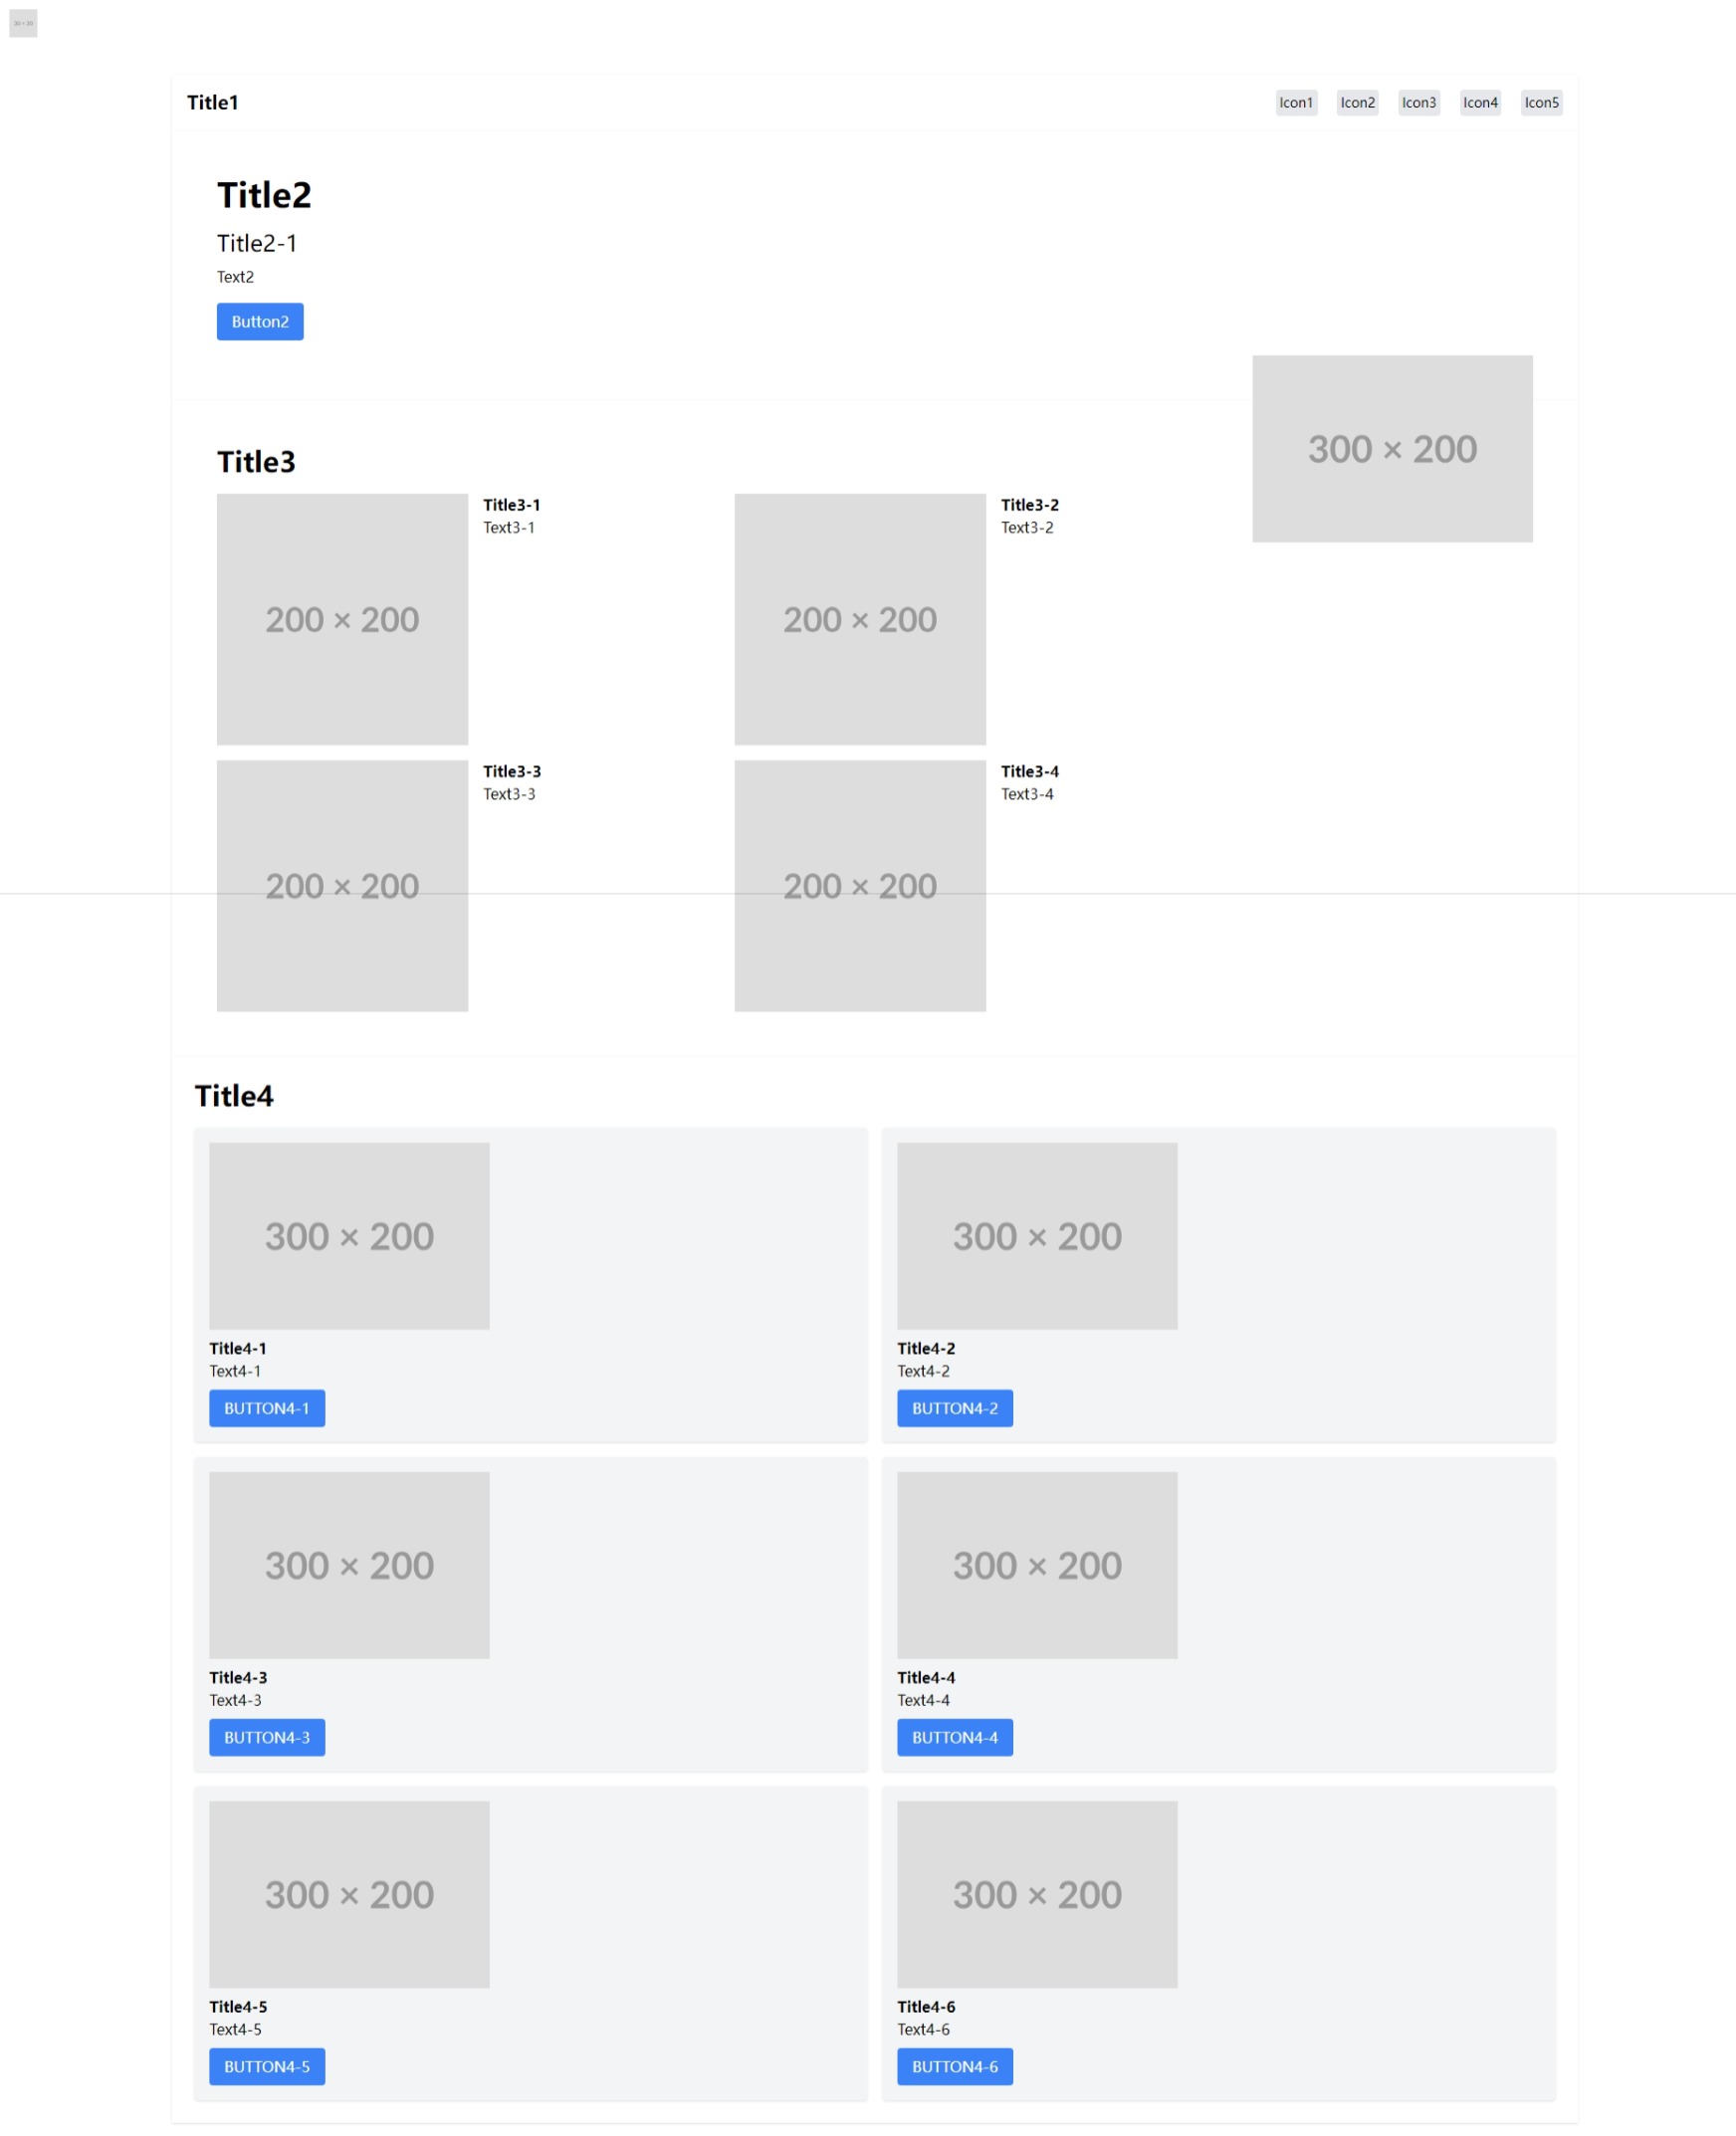 30 × 30
Title1
Icon1 Icon2 Icon3 Icon4 Icon5
Title2
Title2-1
Text2
Button2
300 × 200
Title3
200 × 200
Title3-1
Text3-1
200 × 200
Title3-2
Text3-2
200 × 200
Title3-3
Text3-3
200 × 200
Title3-4
Text3-4
Title4
300 × 200
Title4-1
Text4-1
BUTTON4-1
300 × 200
Title4-2
Text4-2
BUTTON4-2
300 × 200
Title4-3
Text4-3
BUTTON4-3
300 × 200
Title4-4
Text4-4
BUTTON4-4
300 × 200
Title4-5
Text4-5
BUTTON4-5
300 × 200
Title4-6
Text4-6
BUTTON4-6